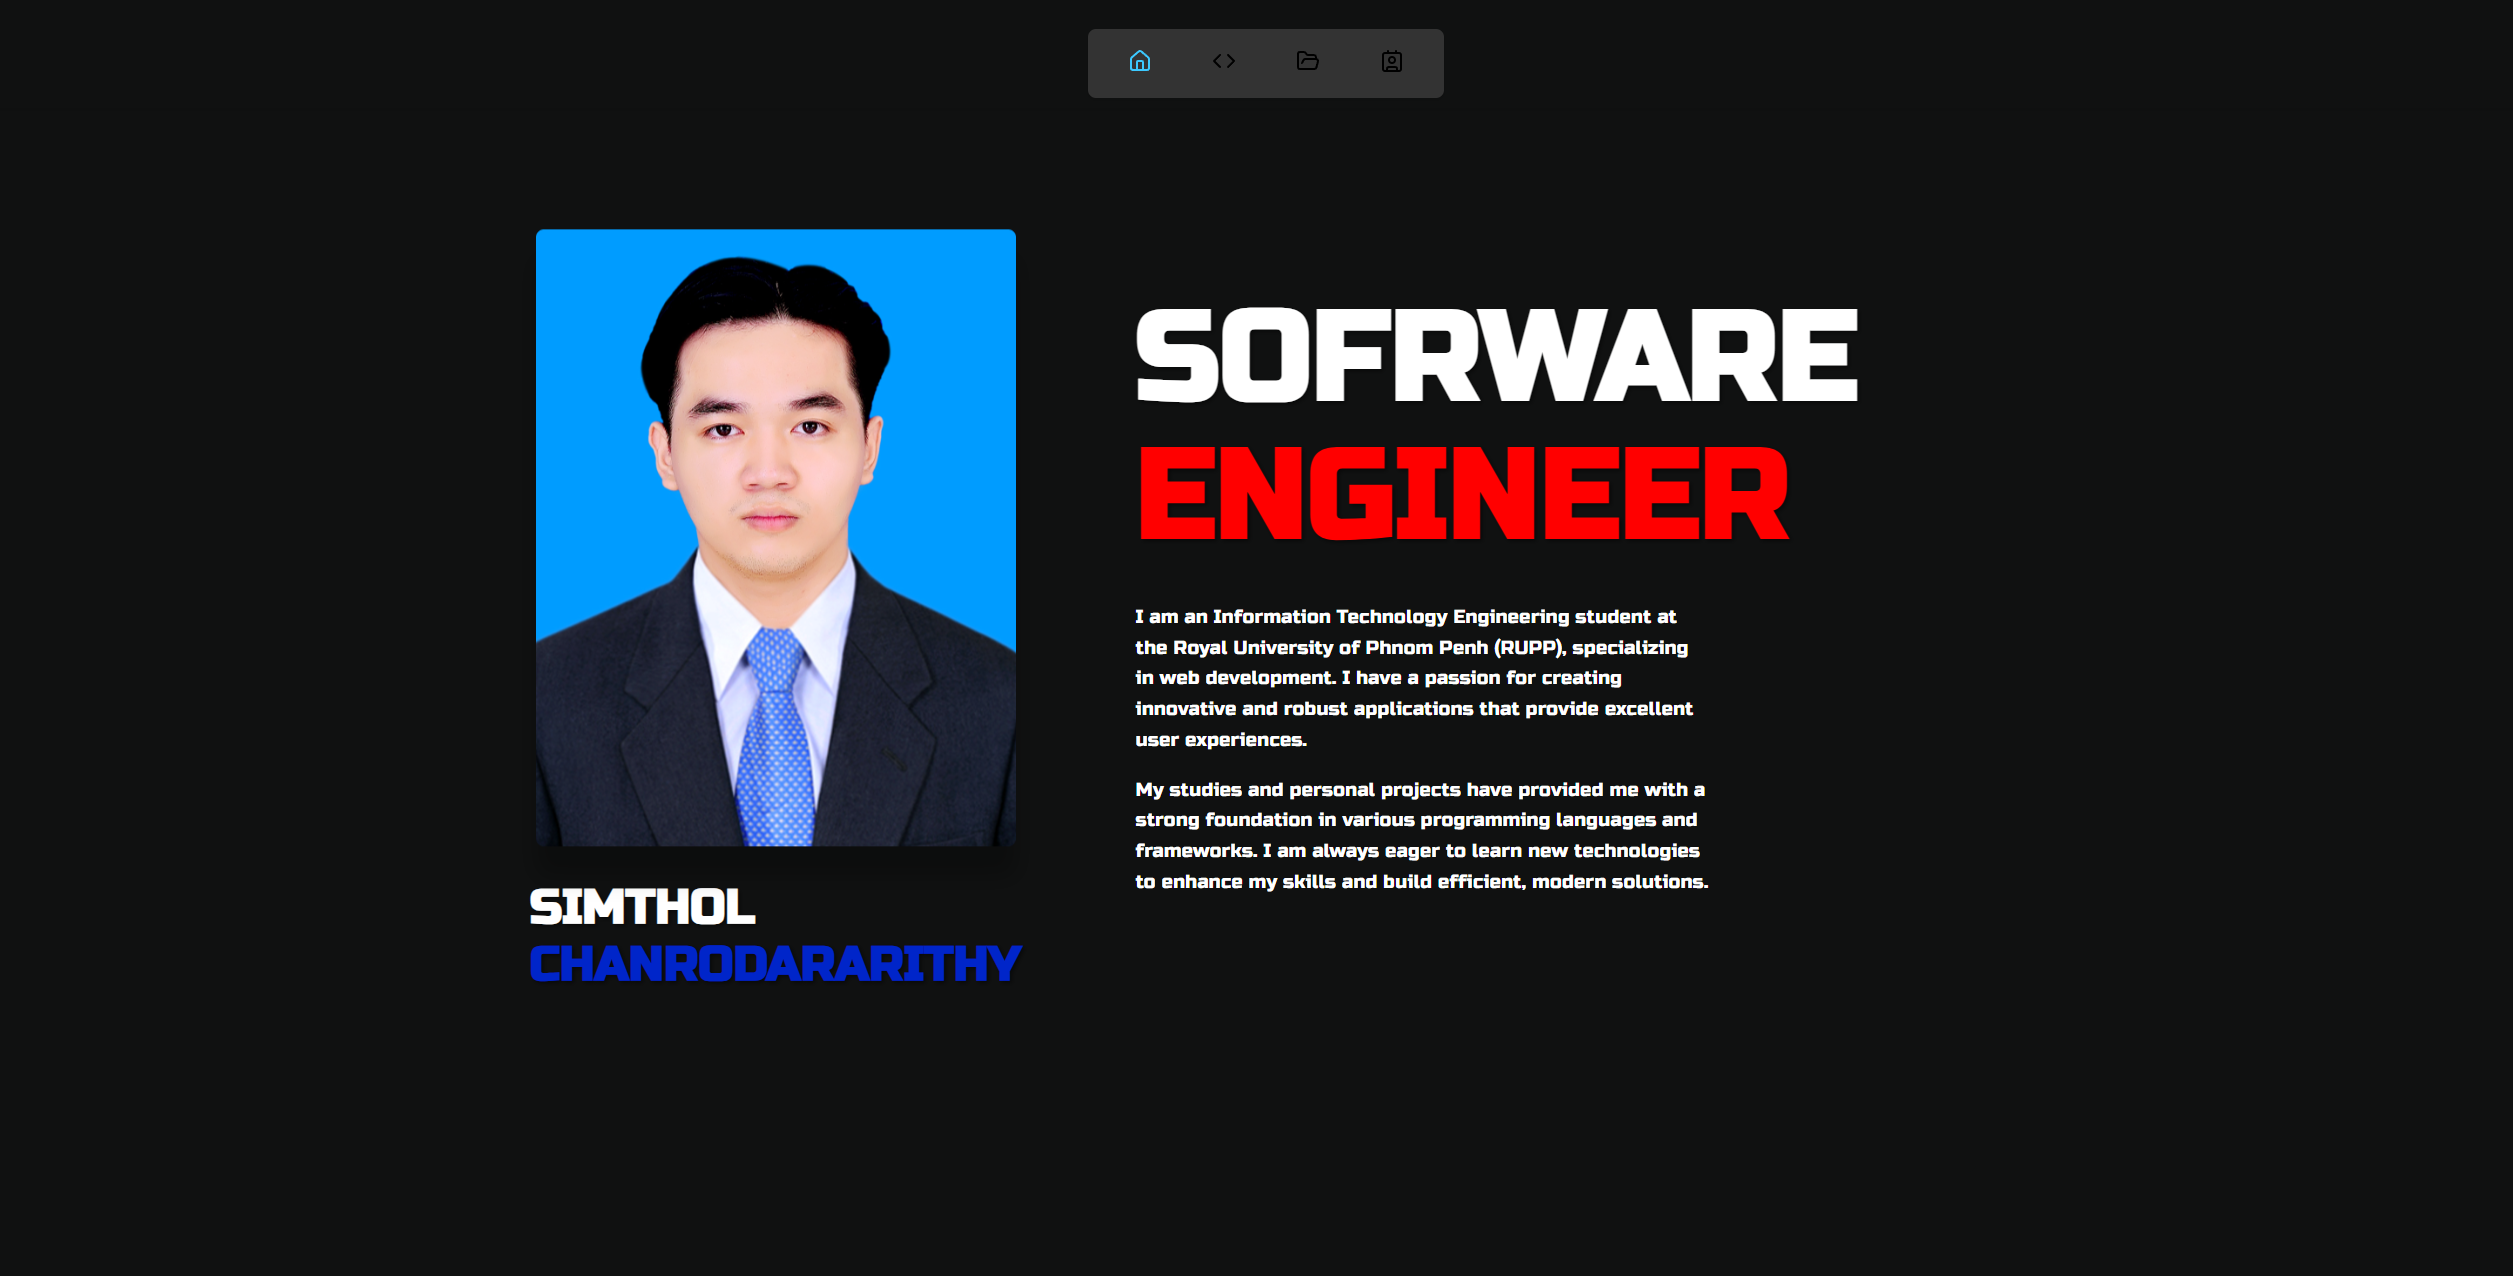 SOFRWARE
ENGINEER
I am an Information Technology Engineering student at
the Royal University of Phnom Penh (RUPP), specializing
in web development. I have a passion for creating
innovative and robust applications that provide excellent
user experiences.
My studies and personal projects have provided me with a
strong foundation in various programming languages and
frameworks. I am always eager to learn new technologies
to enhance my skills and build efficient, modern solutions.
SIMTHOL
CHANRODARARITHY